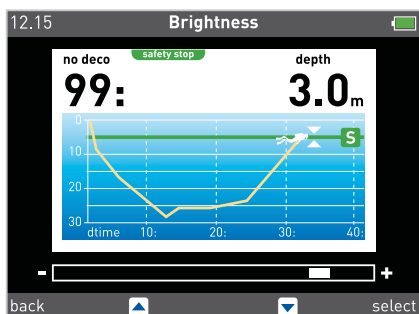 12.15 Brightness
safety stop
no deco depth
99: 3.0m
0
S
10
20
30
dtime 10: 20: 30: 40:
- +
back select